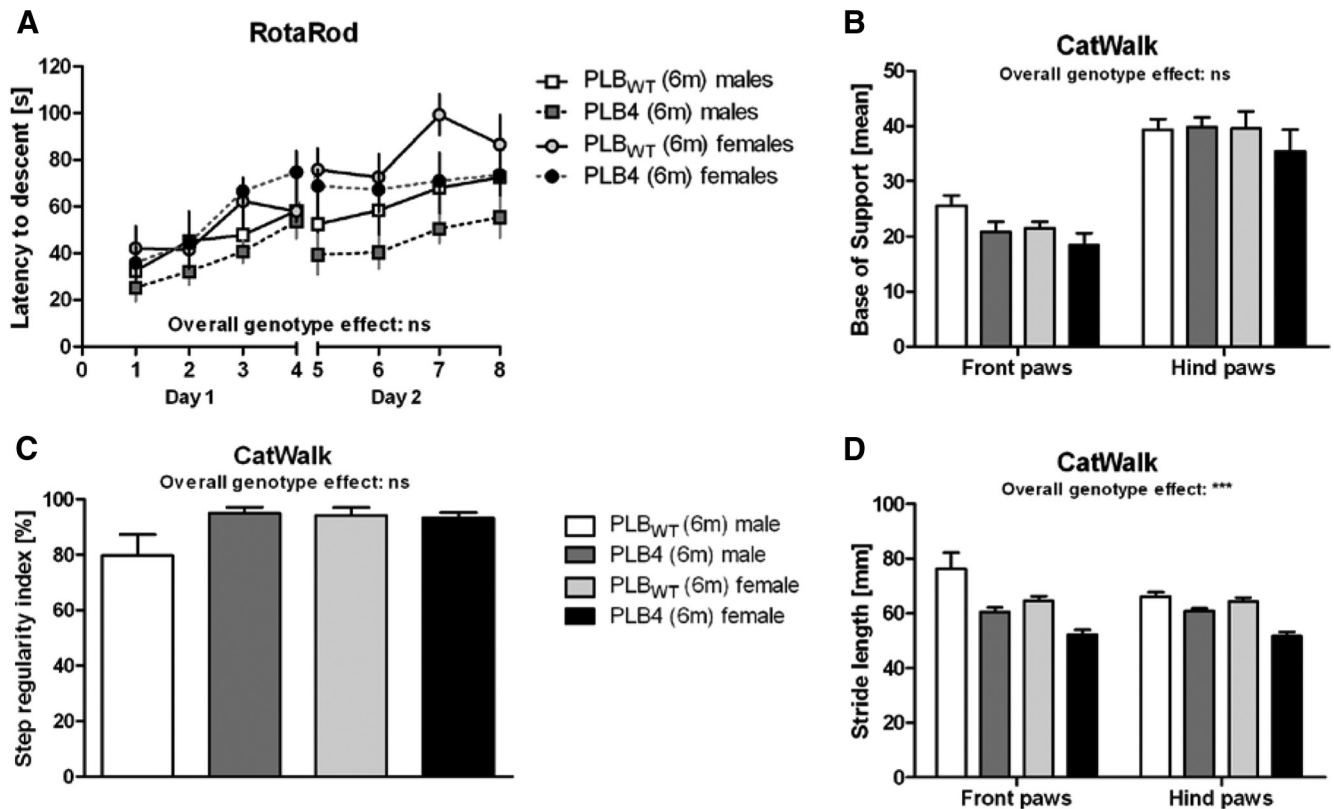 A
RotaRod
Latency to descent [s]
120
100
80
60
40
20
0
Overall genotype effect: ns
0 1 2 3 4 5 6 7 8
Day 1 Day 2
PLBWT (6m) males
PLB4 (6m) males
PLBWT (6m) females
PLB4 (6m) females
B
CatWalk
Overall genotype effect: ns
Base of Support [mean]
50
40
30
20
10
0
Front paws Hind paws
C
CatWalk
Overall genotype effect: ns
Step regularity index [%]
100
80
60
40
20
0
PLBWT (6m) male
PLB4 (6m) male
PLBWT (6m) female
PLB4 (6m) female
D
CatWalk
Overall genotype effect: ***
Stride length [mm]
100
80
60
40
20
0
Front paws Hind paws